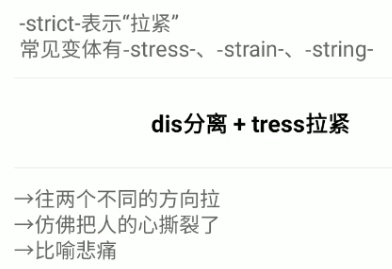 -strict-表示“拉紧”
常见变体有-stress-、-strain-、-string-
dis分离 + tress拉紧
→往两个不同的方向拉
→仿佛把人的心撕裂了
→比喻悲痛